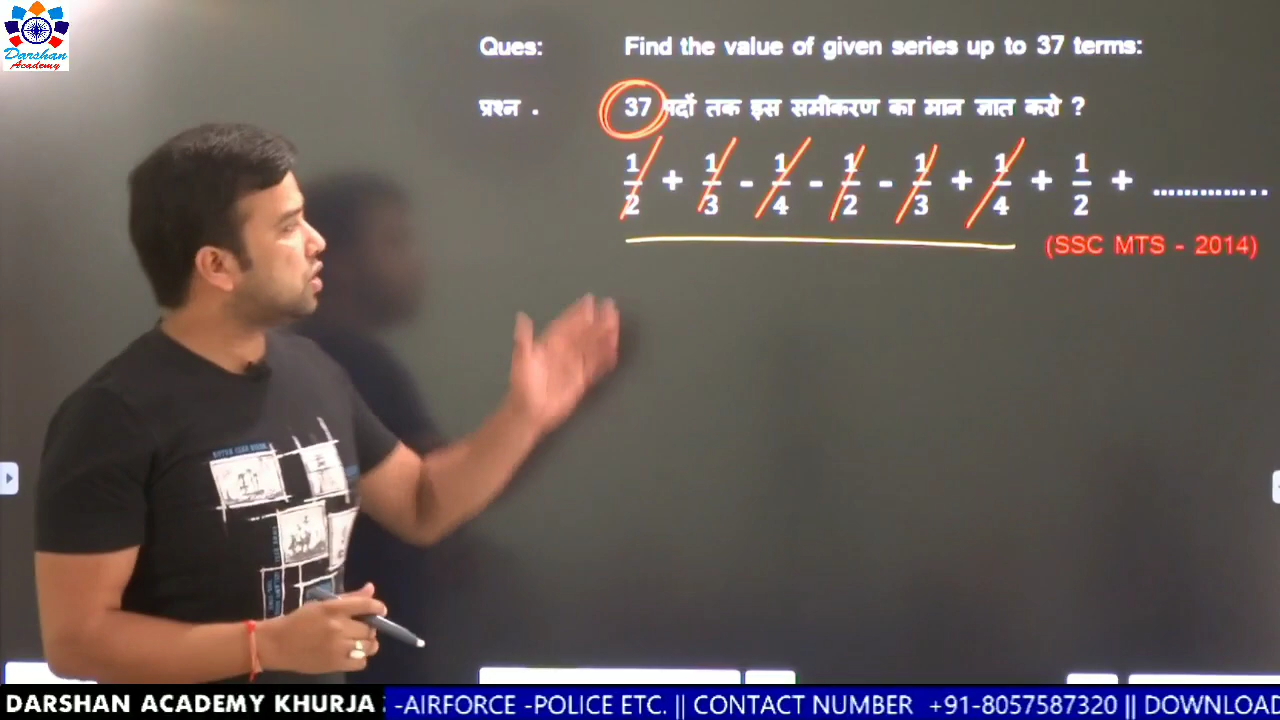 Darshan
Academy
Ques: Find the value of given series up to 37 terms:
प्रश्न . 37 पदों तक इस समीकरण का मान ज्ञात करो ?
1/2 + 1/3 - 1/4 - 1/2 - 1/3 + 1/4 + 1/2 + ..............
(SSC MTS - 2014)
DARSHAN ACADEMY KHURJA : -AIRFORCE -POLICE ETC. || CONTACT NUMBER +91-8057587320 || DOWNLOAD